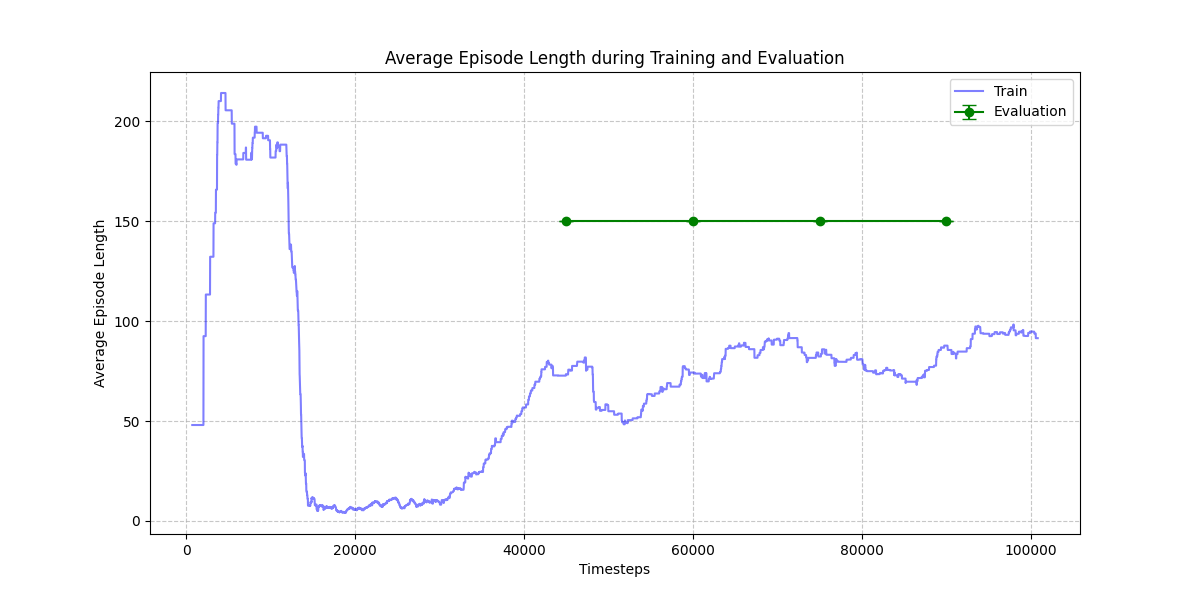 Average Episode Length during Training and Evaluation
Train
Evaluation
200
150
100
50
0
Average Episode Length
0 20000 40000 60000 80000 100000
Timesteps